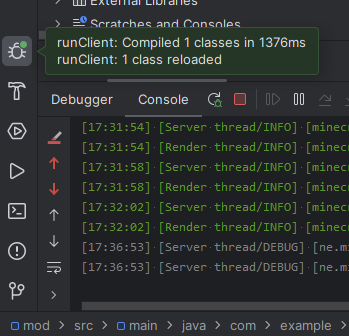 External Libraries
Scratches and Consoles
runClient: Compiled 1 classes in 1376ms
runClient: 1 class reloaded
Debugger Console
[17:31:54] [Server thread/INFO] [minecr
[17:31:54] [Render thread/INFO] [minecr
[17:31:58] [Server thread/INFO] [minecr
[17:31:58] [Render thread/INFO] [minecr
[17:32:02] [Server thread/INFO] [minecr
[17:32:02] [Render thread/INFO] [minecr
[17:36:53] [Server thread/DEBUG] [ne.mi
[17:36:53] [Render thread/DEBUG] [ne.mi
mod > src > main > java > com > example >